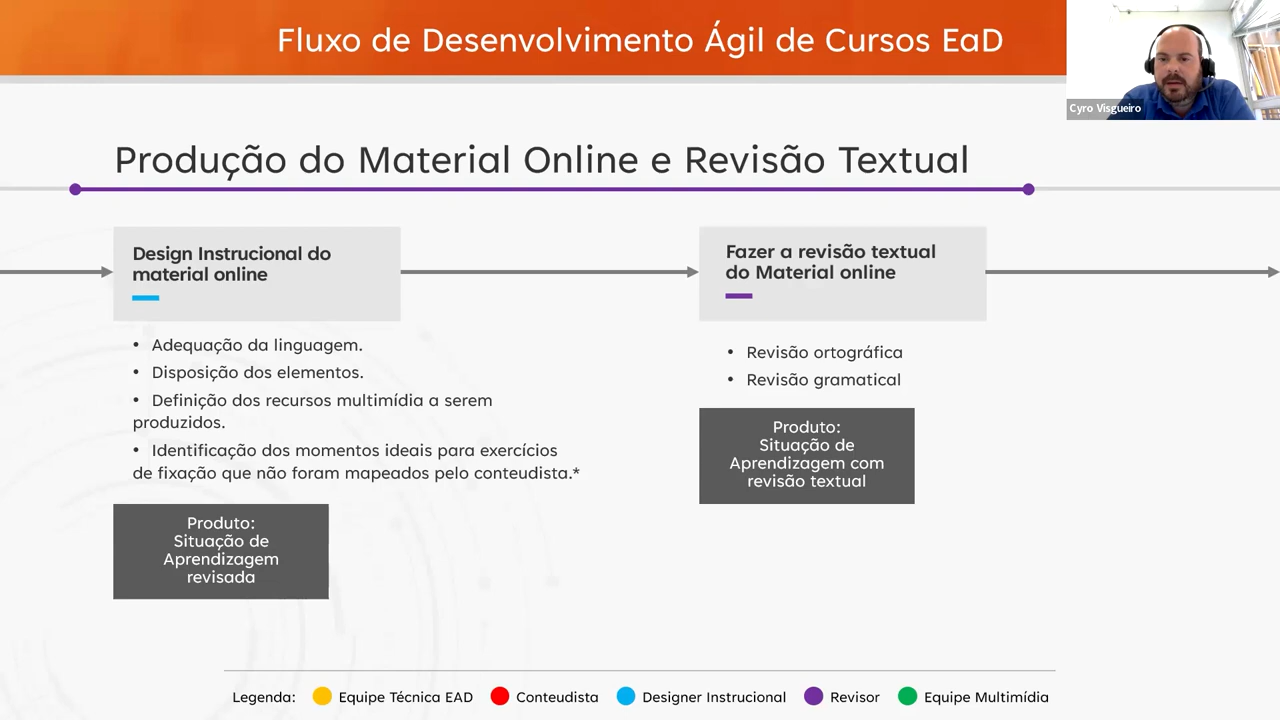 Fluxo de Desenvolvimento Ágil de Cursos EaD
Cyro Visgueiro
Produção do Material Online e Revisão Textual
Design Instrucional do
material online
• Adequação da linguagem.
• Disposição dos elementos.
• Definição dos recursos multimídia a serem
produzidos.
• Identificação dos momentos ideais para exercícios
de fixação que não foram mapeados pelo conteudista.*
Produto:
Situação de
Aprendizagem
revisada
Fazer a revisão textual
do Material online
• Revisão ortográfica
• Revisão gramatical
Produto:
Situação de
Aprendizagem com
revisão textual
Legenda: Equipe Técnica EAD Conteudista Designer Instrucional Revisor Equipe Multimídia